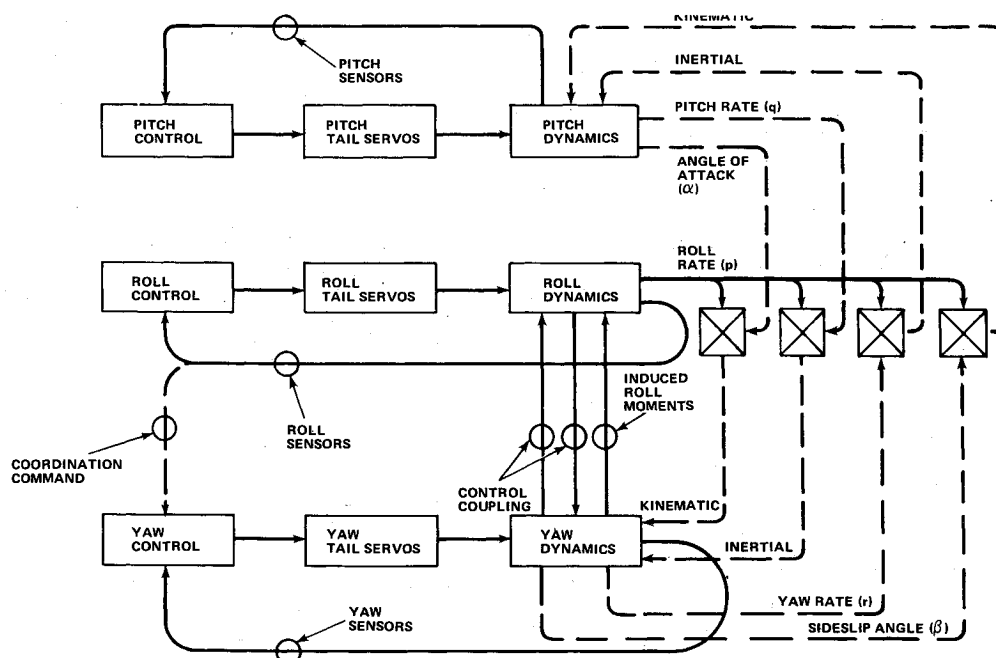 KINEMATIC
PITCH
SENSORS
INERTIAL
PITCH RATE (q)
PITCH
CONTROL
PITCH
TAIL SERVOS
PITCH
DYNAMICS
ANGLE OF
ATTACK (α)
ROLL
RATE (p)
ROLL
CONTROL
ROLL
TAIL SERVOS
ROLL
DYNAMICS
INDUCED
ROLL
MOMENTS
ROLL
SENSORS
COORDINATION
COMMAND
CONTROL
COUPLING
KINEMATIC
YAW
CONTROL
YAW
TAIL SERVOS
YAW
DYNAMICS
INERTIAL
YAW RATE (r)
YAW
SENSORS
SIDESLIP ANGLE (β)